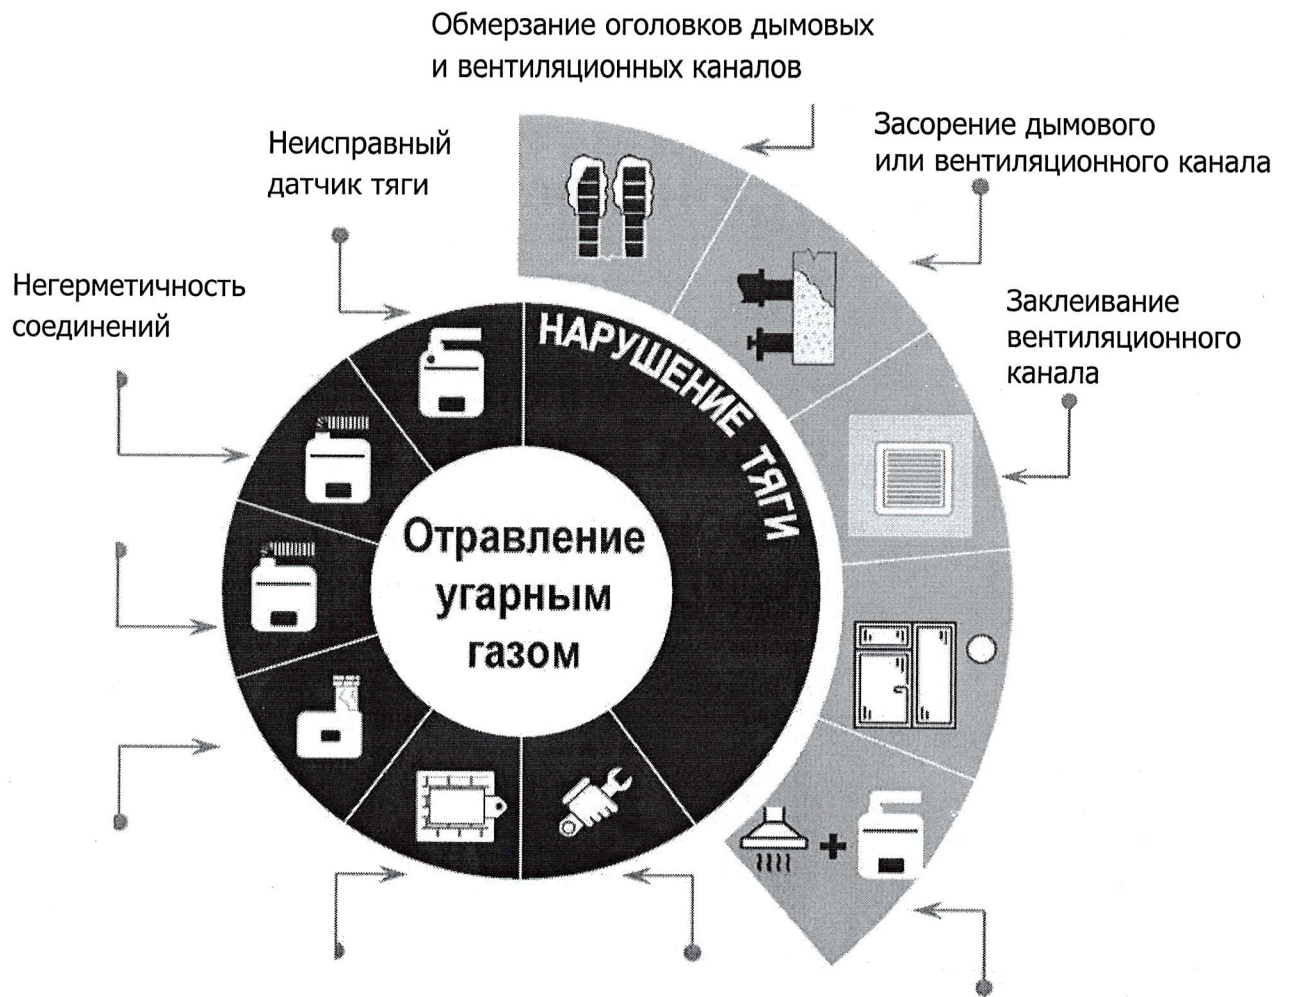 Обмерзание оголовков дымовых
и вентиляционных каналов
Засорение дымового
или вентиляционного канала
Неисправный
датчик тяги
Негерметичность
соединений
Заклеивание
вентиляционного
канала
НАРУШЕНИЕ ТЯГИ
Отравление
угарным
газом